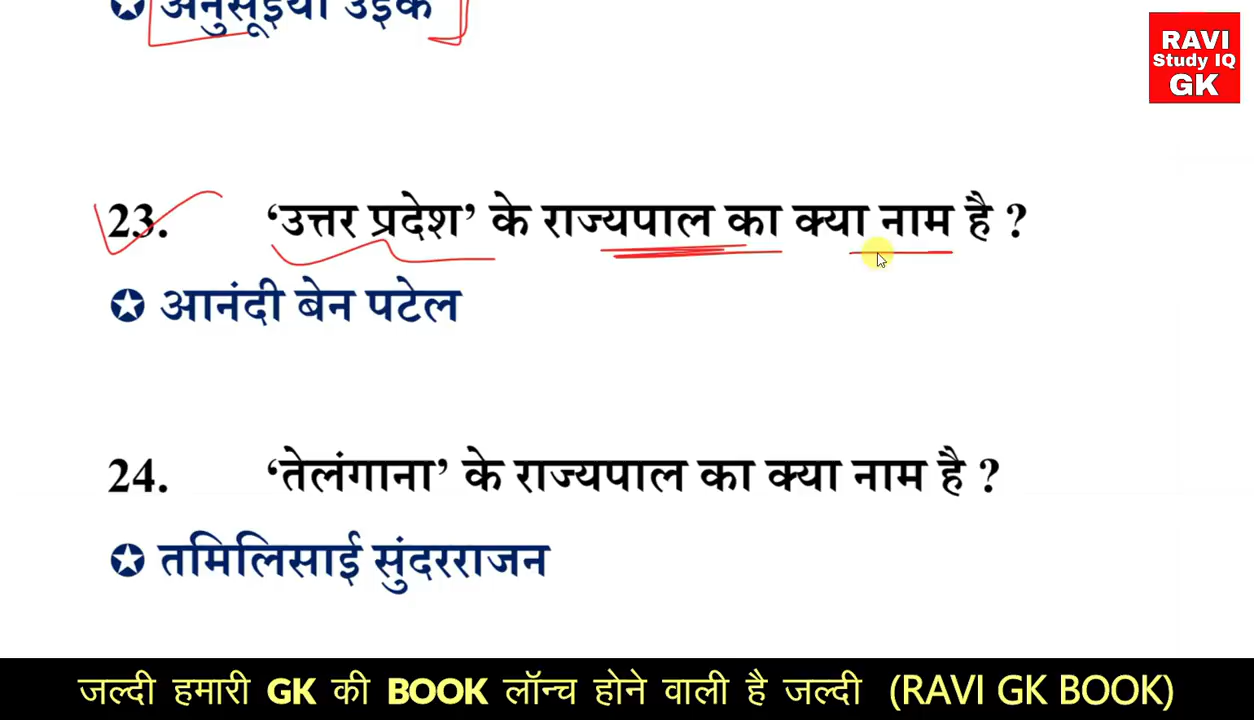 ✪ अनुसूइया उइके
RAVI
Study IQ
GK
23. ‘उत्तर प्रदेश’ के राज्यपाल का क्या नाम है ?
✪ आनंदी बेन पटेल
24. ‘तेलंगाना’ के राज्यपाल का क्या नाम है ?
✪ तमिलिसाई सुंदरराजन
जल्दी हमारी GK की BOOK लॉन्च होने वाली है जल्दी (RAVI GK BOOK)